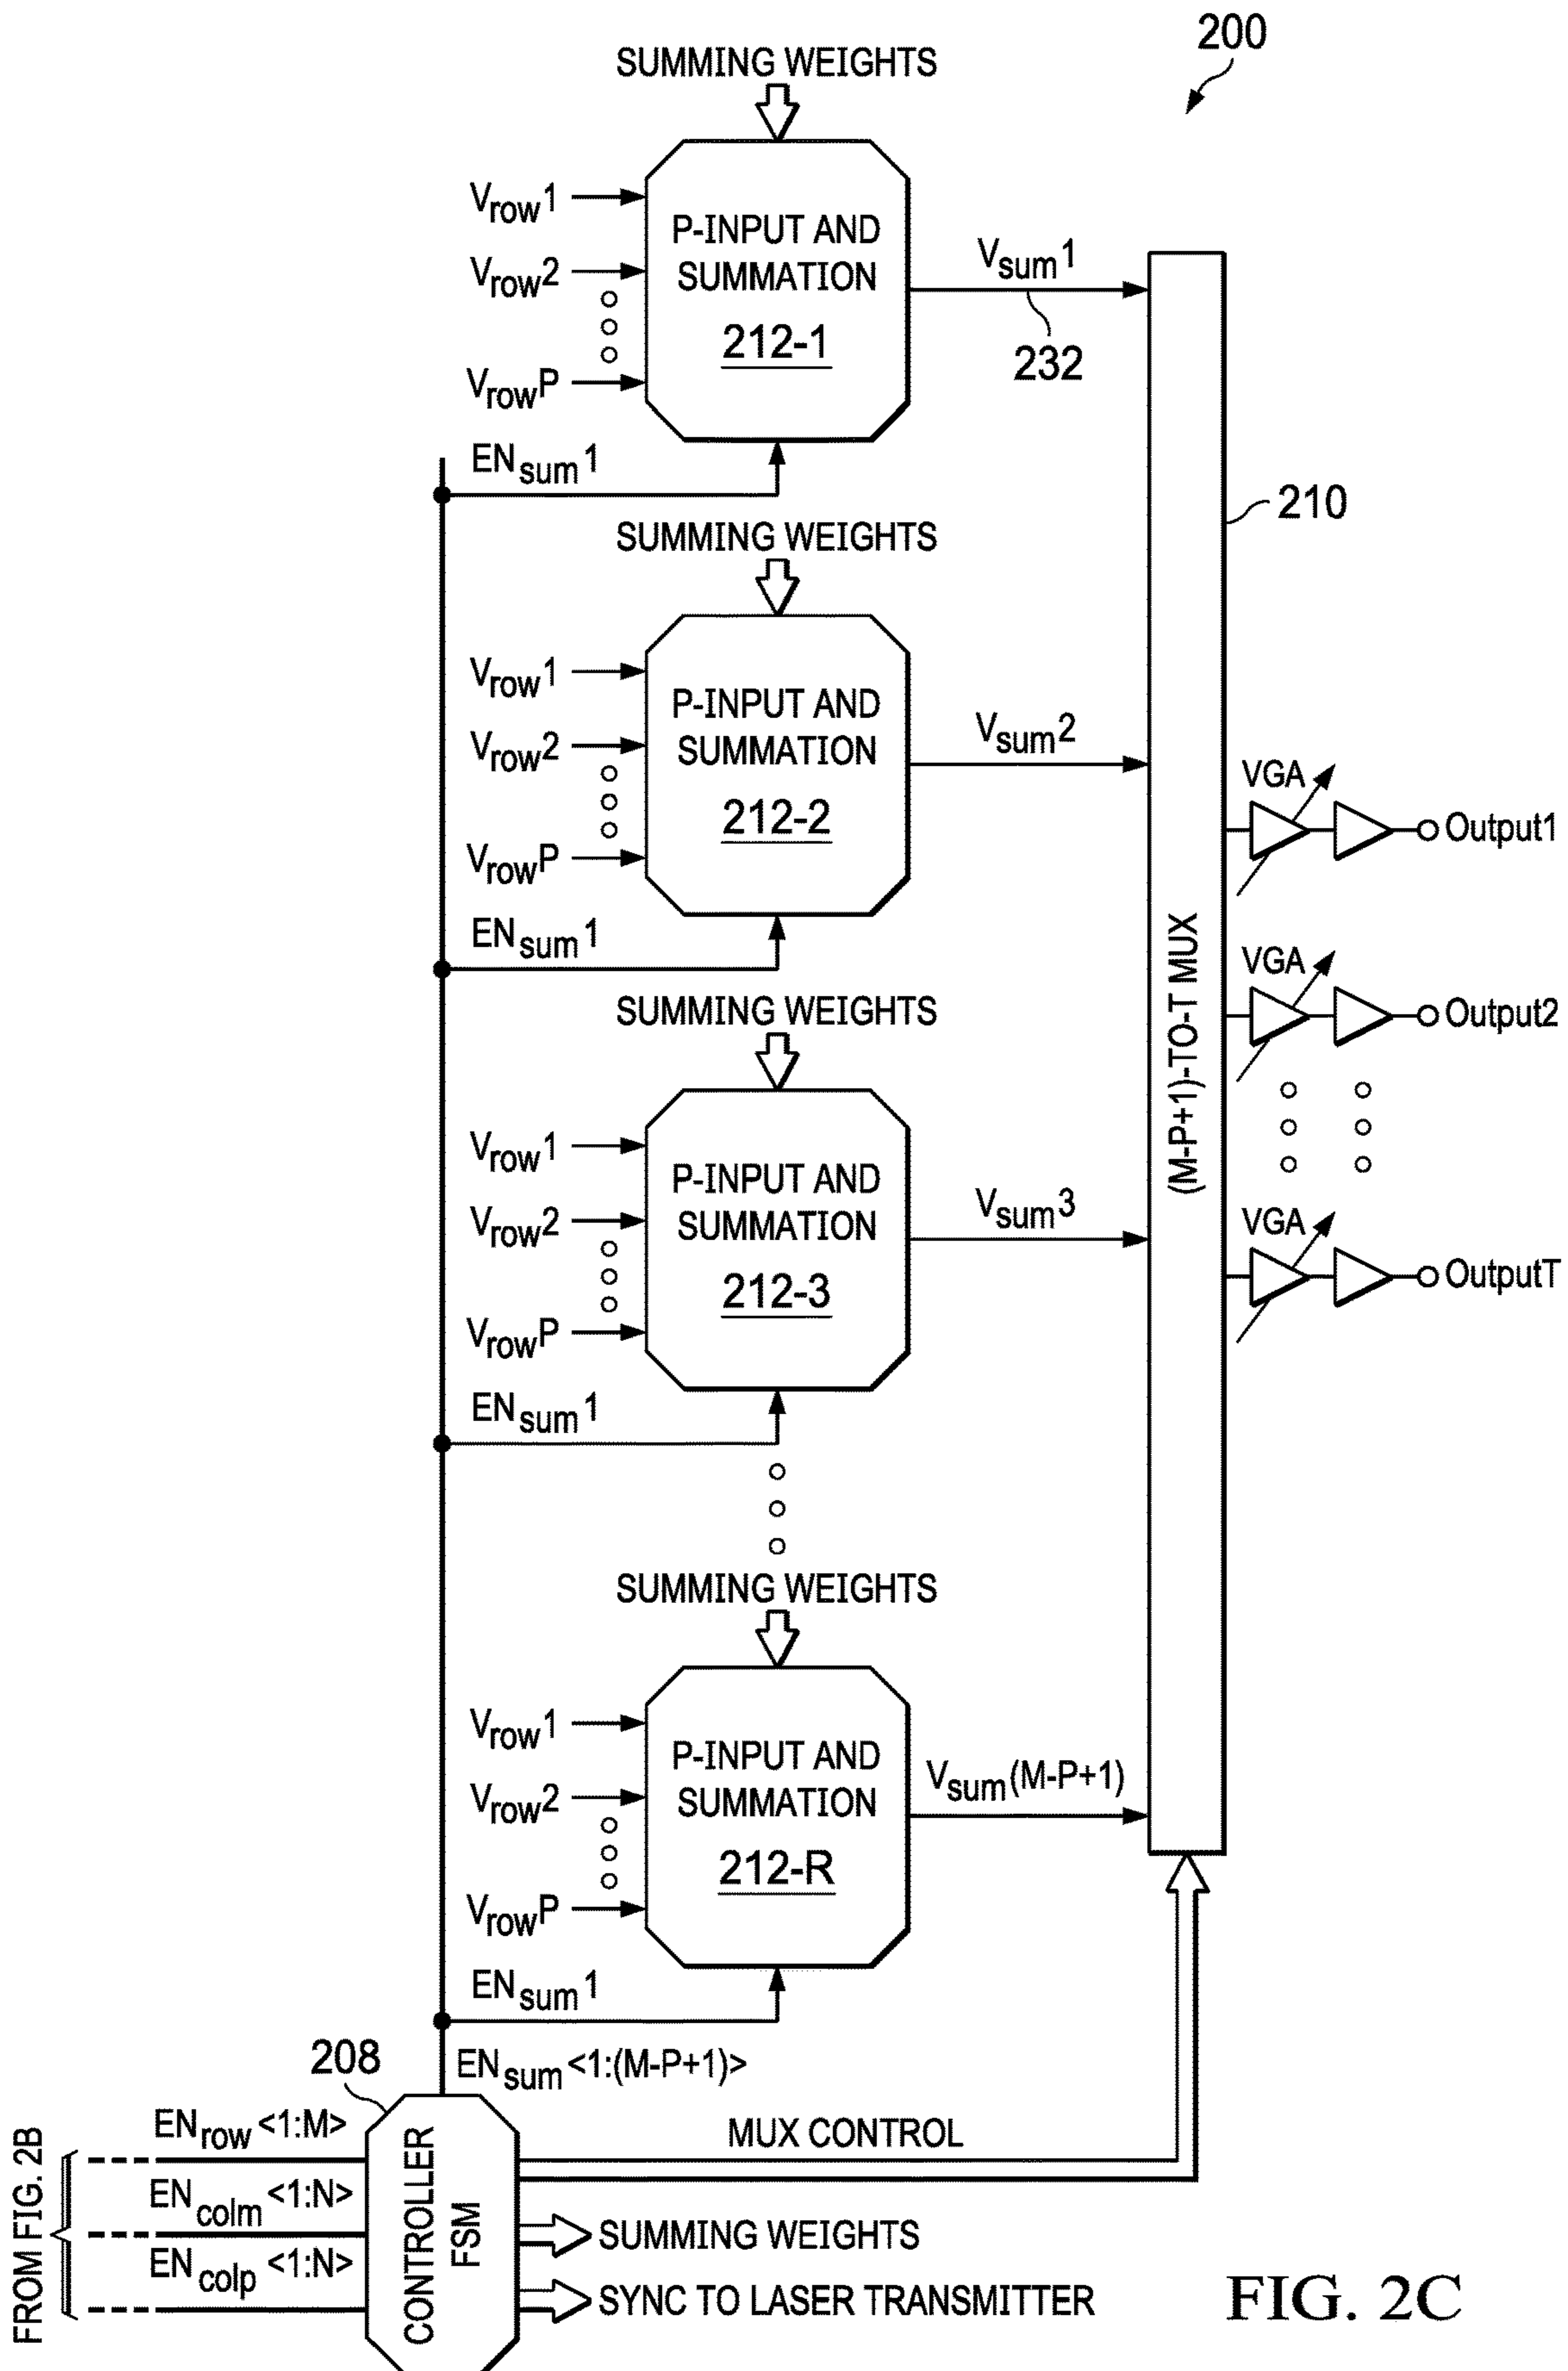 200
SUMMING WEIGHTS
Vrow1
Vrow2
VrowP
P-INPUT AND
SUMMATION
212-1
Vsum1
232
ENsum1
210
SUMMING WEIGHTS
Vrow1
Vrow2
VrowP
P-INPUT AND
SUMMATION
212-2
Vsum2
ENsum1
SUMMING WEIGHTS
Vrow1
Vrow2
VrowP
P-INPUT AND
SUMMATION
212-3
Vsum3
ENsum1
SUMMING WEIGHTS
Vrow1
Vrow2
VrowP
P-INPUT AND
SUMMATION
212-R
Vsum(M-P+1)
ENsum1
(M-P+1)-TO-T MUX
VGA
Output1
VGA
Output2
VGA
OutputT
208
ENsum<1:(M-P+1)>
FROM FIG. 2B
ENrow<1:M>
ENcolm<1:N>
ENcolp<1:N>
CONTROLLER
FSM
MUX CONTROL
SUMMING WEIGHTS
SYNC TO LASER TRANSMITTER
FIG. 2C